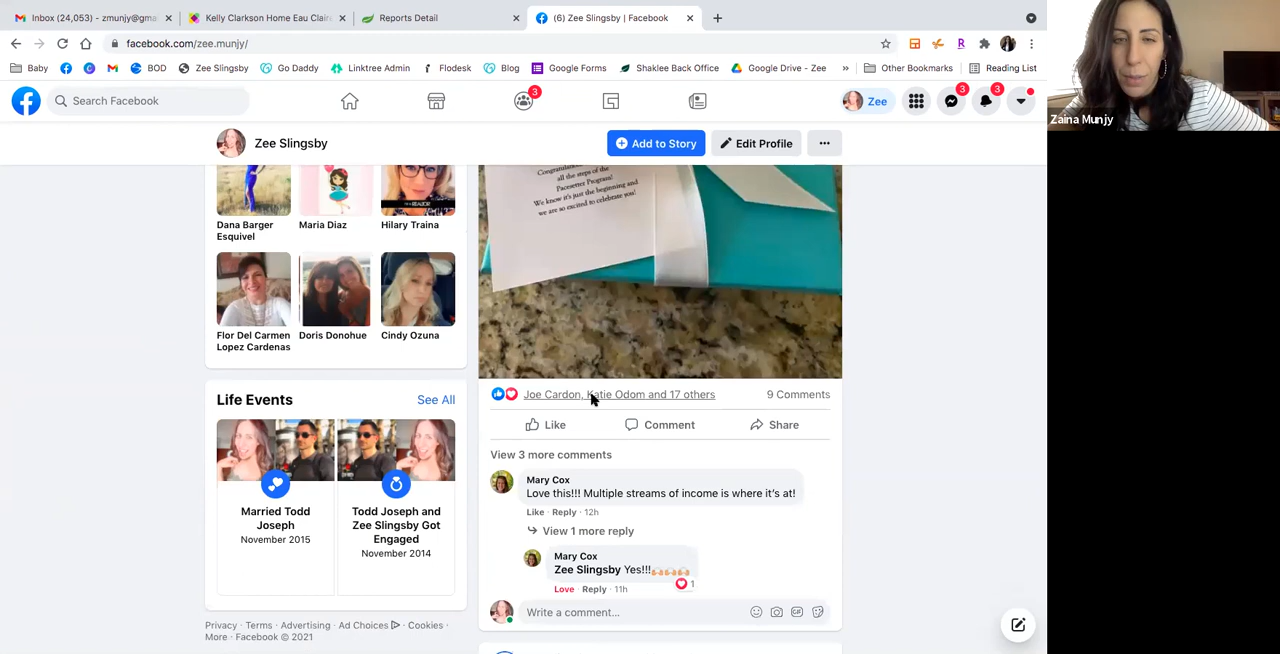 Inbox (24,053) - zmunjy@gma
Kelly Clarkson Home Eau Clair
Reports Detail
(6) Zee Slingsby | Facebook
facebook.com/zee.munjy/
Baby
BOD
Zee Slingsby
Go Daddy
Linktree Admin
Flodesk
Blog
Google Forms
Shaklee Back Office
Google Drive - Zee
»
Other Bookmarks
Reading List
Search Facebook
3
Zee
3
3
Zaina Munjy
Zee Slingsby
Add to Story
Edit Profile
Dana Barger
Esquivel
Maria Diaz
Hilary Traina
Flor Del Carmen
Lopez Cardenas
Doris Donohue
Cindy Ozuna
Life Events
See All
Married Todd
Joseph
November 2015
Todd Joseph and
Zee Slingsby Got
Engaged
November 2014
Privacy · Terms · Advertising · Ad Choices · Cookies ·
More · Facebook © 2021
all the steps of the
Pacesetter Program!
We know it's just the beginning and
we are so excited to celebrate you!
Joe Cardon, Katie Odom and 17 others
9 Comments
Like
Comment
Share
View 3 more comments
Mary Cox
Love this!!! Multiple streams of income is where it's at!
Like · Reply · 12h
View 1 more reply
Mary Cox
Zee Slingsby Yes!!!🙌🏻🙌🏻🙌🏻
1
Love · Reply · 11h
Write a comment...